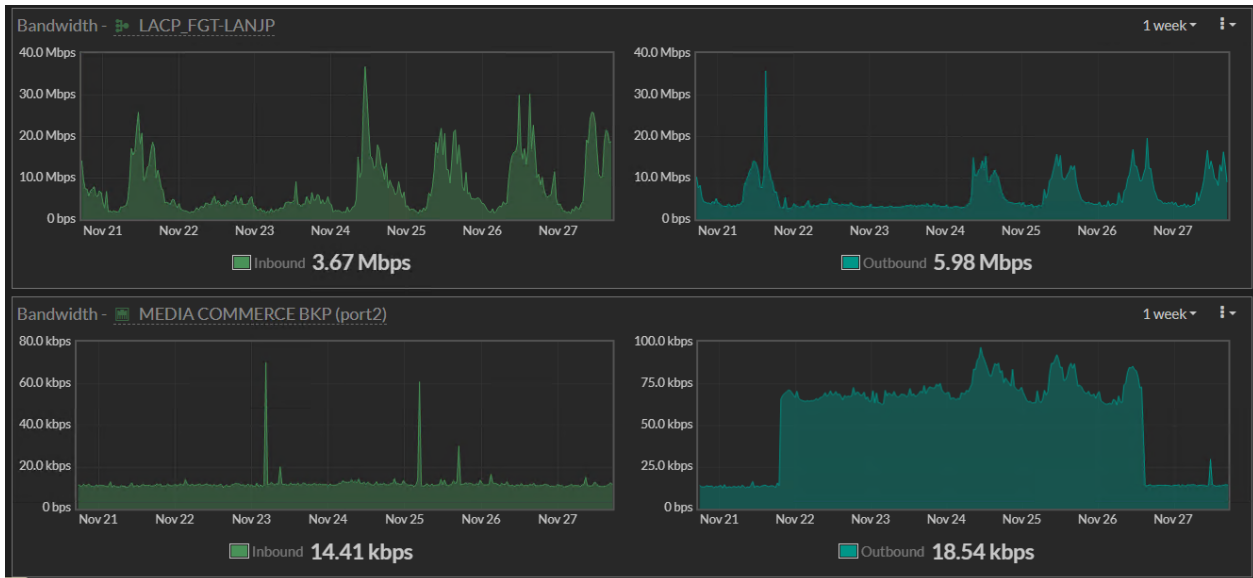 Bandwidth - LACP_FGT-LANJP 1 week
40.0 Mbps 40.0 Mbps
30.0 Mbps 30.0 Mbps
20.0 Mbps 20.0 Mbps
10.0 Mbps 10.0 Mbps
0 bps 0 bps
Nov 21 Nov 22 Nov 23 Nov 24 Nov 25 Nov 26 Nov 27 Nov 21 Nov 22 Nov 23 Nov 24 Nov 25 Nov 26 Nov 27
Inbound 3.67 Mbps Outbound 5.98 Mbps
Bandwidth - MEDIA COMMERCE BKP (port2) 1 week
80.0 kbps 100.0 kbps
60.0 kbps 75.0 kbps
40.0 kbps 50.0 kbps
20.0 kbps 25.0 kbps
0 bps 0 bps
Nov 21 Nov 22 Nov 23 Nov 24 Nov 25 Nov 26 Nov 27 Nov 21 Nov 22 Nov 23 Nov 24 Nov 25 Nov 26 Nov 27
Inbound 14.41 kbps Outbound 18.54 kbps